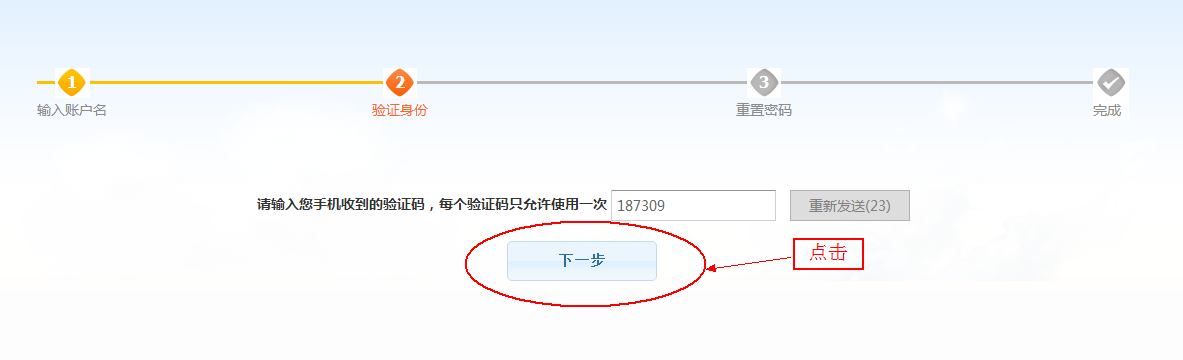 1
2
3
输入账户名
验证身份
重置密码
完成
请输入您手机收到的验证码，每个验证码只允许使用一次 187309 重新发送(23)
下一步
点击